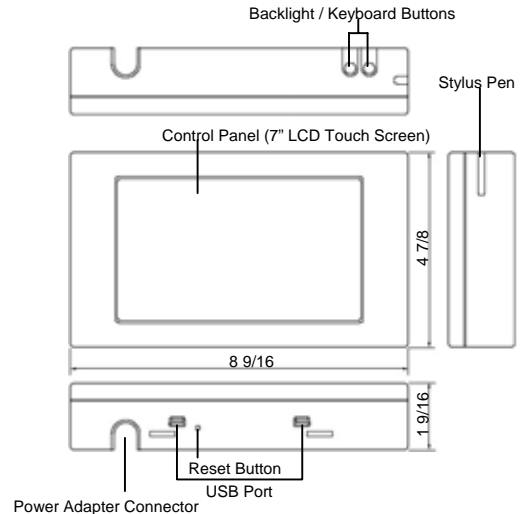 Backlight / Keyboard Buttons
Stylus Pen
Control Panel (7” LCD Touch Screen)
4 7/8
8 9/16
1 9/16
Reset Button
USB Port
Power Adapter Connector